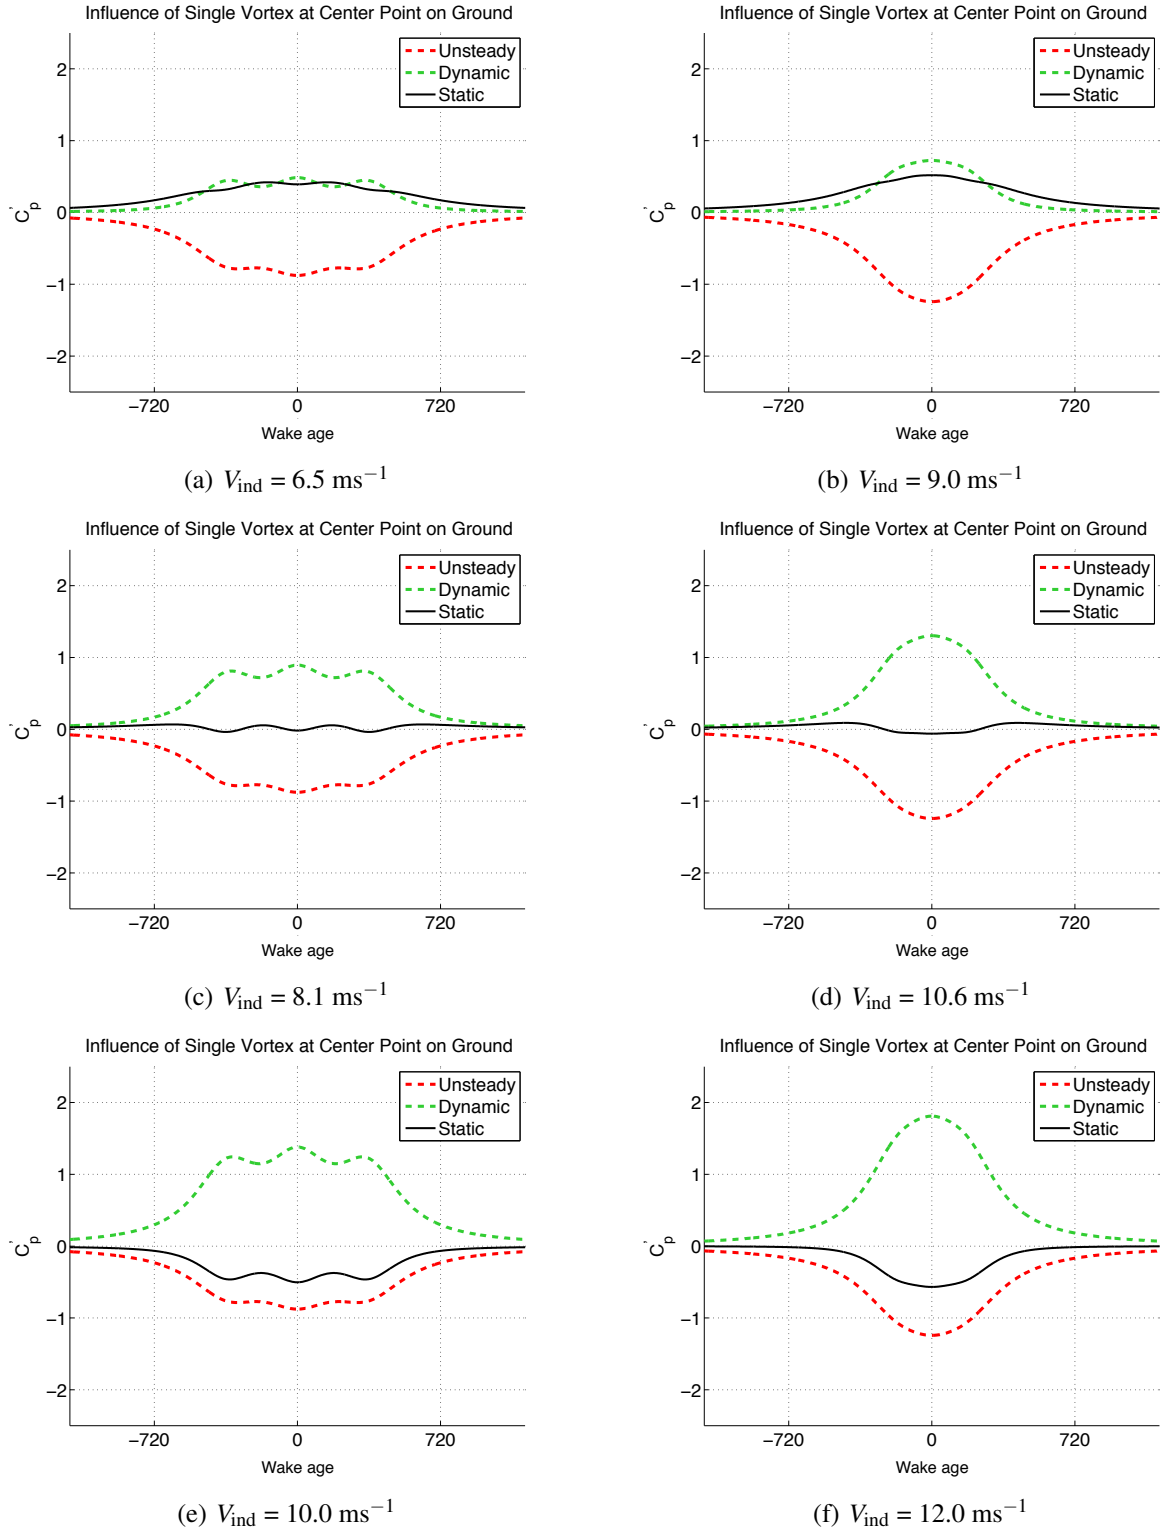 Influence of Single Vortex at Center Point on Ground
Unsteady
Dynamic
Static
2
1
0
−1
−2
C'p
−720 0 720
Wake age
(a) Vind = 6.5 ms−1
Influence of Single Vortex at Center Point on Ground
Unsteady
Dynamic
Static
2
1
0
−1
−2
C'p
−720 0 720
Wake age
(b) Vind = 9.0 ms−1
Influence of Single Vortex at Center Point on Ground
Unsteady
Dynamic
Static
2
1
0
−1
−2
C'p
−720 0 720
Wake age
(c) Vind = 8.1 ms−1
Influence of Single Vortex at Center Point on Ground
Unsteady
Dynamic
Static
2
1
0
−1
−2
C'p
−720 0 720
Wake age
(d) Vind = 10.6 ms−1
Influence of Single Vortex at Center Point on Ground
Unsteady
Dynamic
Static
2
1
0
−1
−2
C'p
−720 0 720
Wake age
(e) Vind = 10.0 ms−1
Influence of Single Vortex at Center Point on Ground
Unsteady
Dynamic
Static
2
1
0
−1
−2
C'p
−720 0 720
Wake age
(f) Vind = 12.0 ms−1